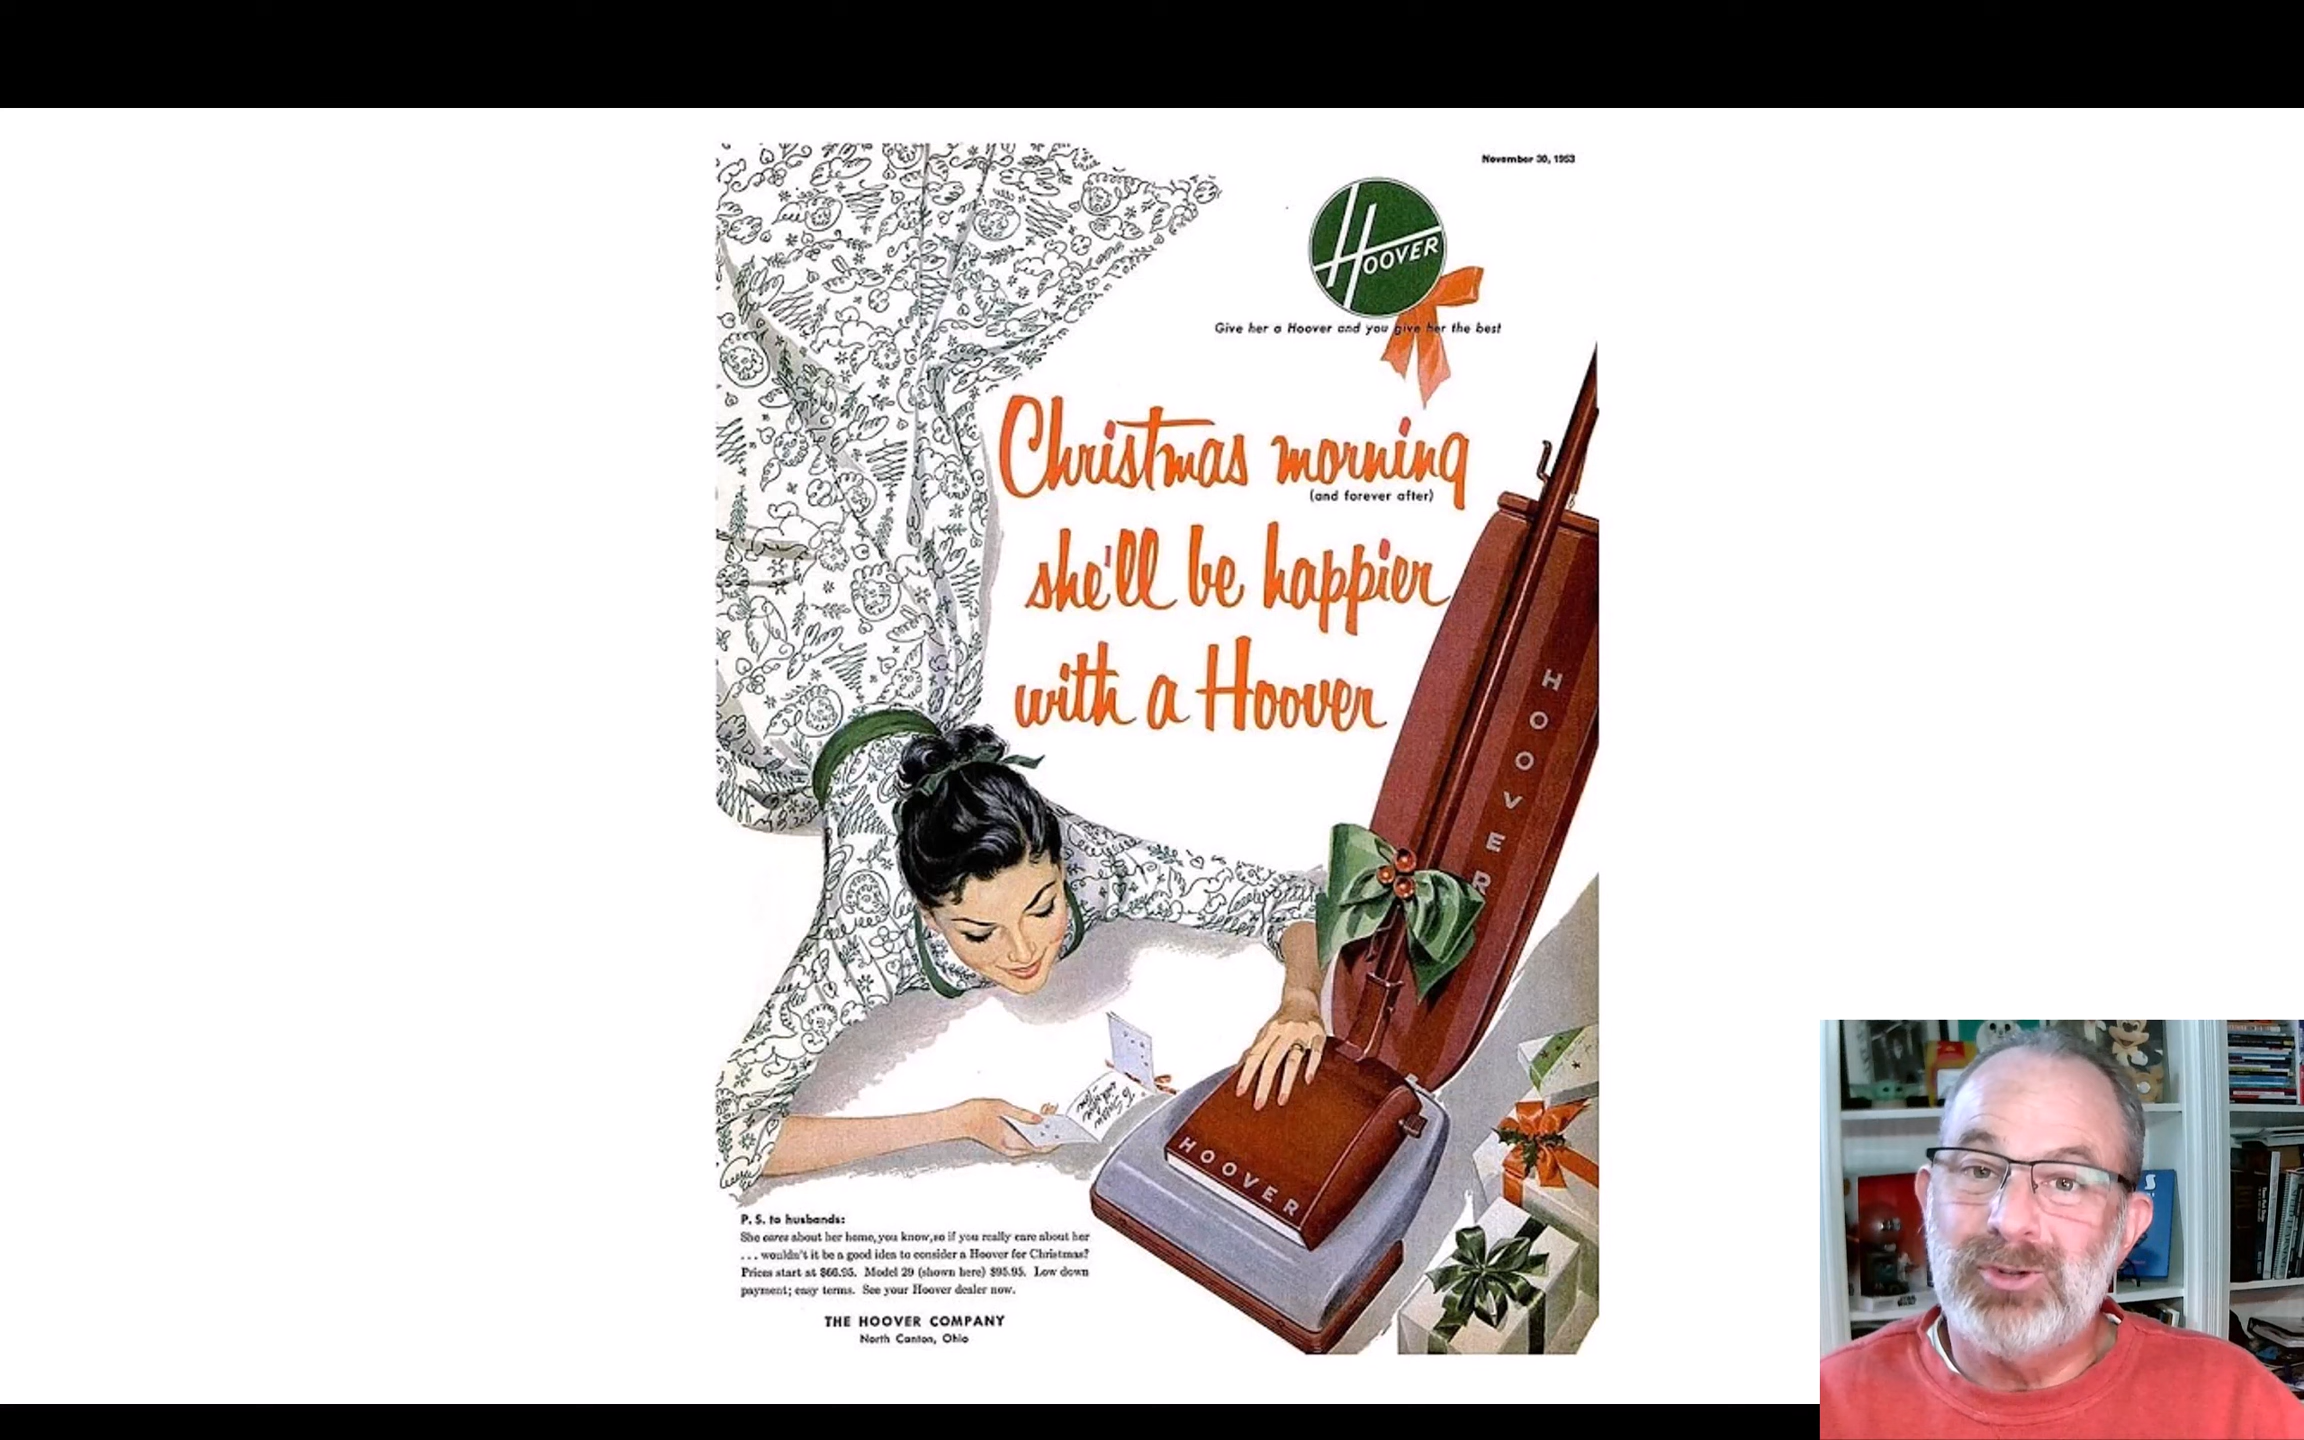 November 30, 1953
HOOVER
Give her a Hoover and you give her the best
Christmas morning
(and forever after)
she'll be happier
with a Hoover
HOOVER
HOOVER
P. S. to husbands:
She cares about her home, you know, so if you really care about her
... wouldn't it be a good idea to consider a Hoover for Christmas?
Prices start at $66.95. Model 29 (shown here) $95.95. Low down
payment; easy terms. See your Hoover dealer now.
THE HOOVER COMPANY
North Canton, Ohio